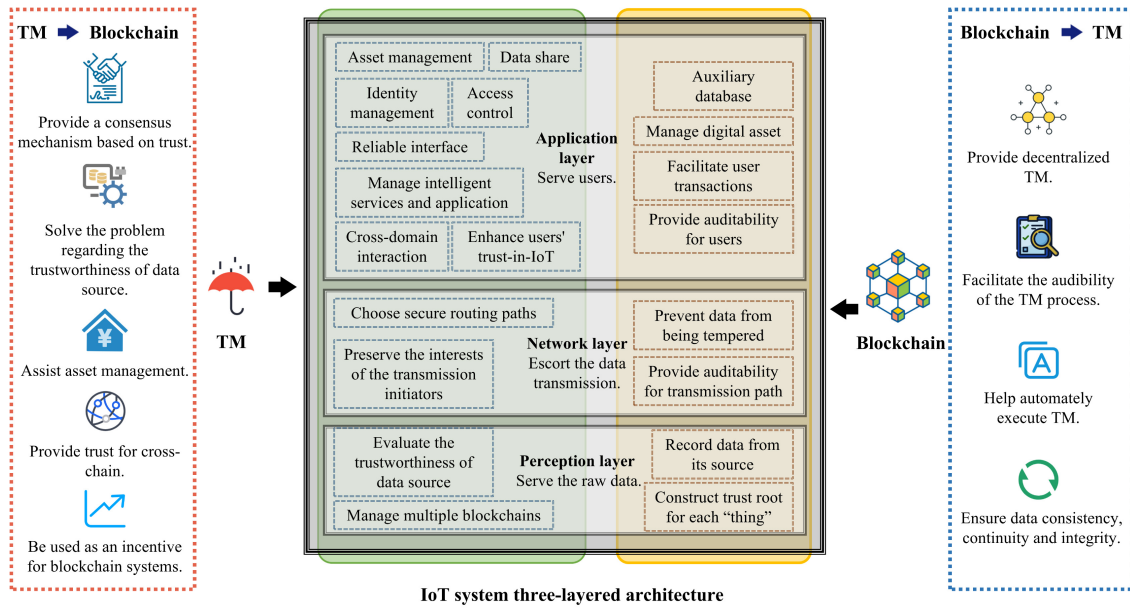 TM Blockchain
Provide a consensus
mechanism based on trust.
Solve the problem
regarding the
trustworthiness of data
source.
¥
Assist asset management.
Provide trust for cross-
chain.
Be used as an incentive
for blockchain systems.
TM
Asset management
Data share
Identity
management
Access
control
Reliable interface
Manage intelligent
services and application
Cross-domain
interaction
Enhance users'
trust-in-IoT
Application
layer
Serve users.
Auxiliary
database
Manage digital asset
Facilitate user
transactions
Provide auditability
for users
Choose secure routing paths
Preserve the interests
of the transmission
initiators
Network layer
Escort the data
transmission.
Prevent data from
being tempered
Provide auditability
for transmission path
Evaluate the
trustworthiness of
data source
Manage multiple blockchains
Perception layer
Serve the raw data.
Record data from
its source
Construct trust root
for each “thing”
Blockchain
Blockchain TM
Provide decentralized
TM.
Facilitate the audibility
of the TM process.
A
Help automately
execute TM.
Ensure data consistency,
continuity and integrity.
IoT system three-layered architecture